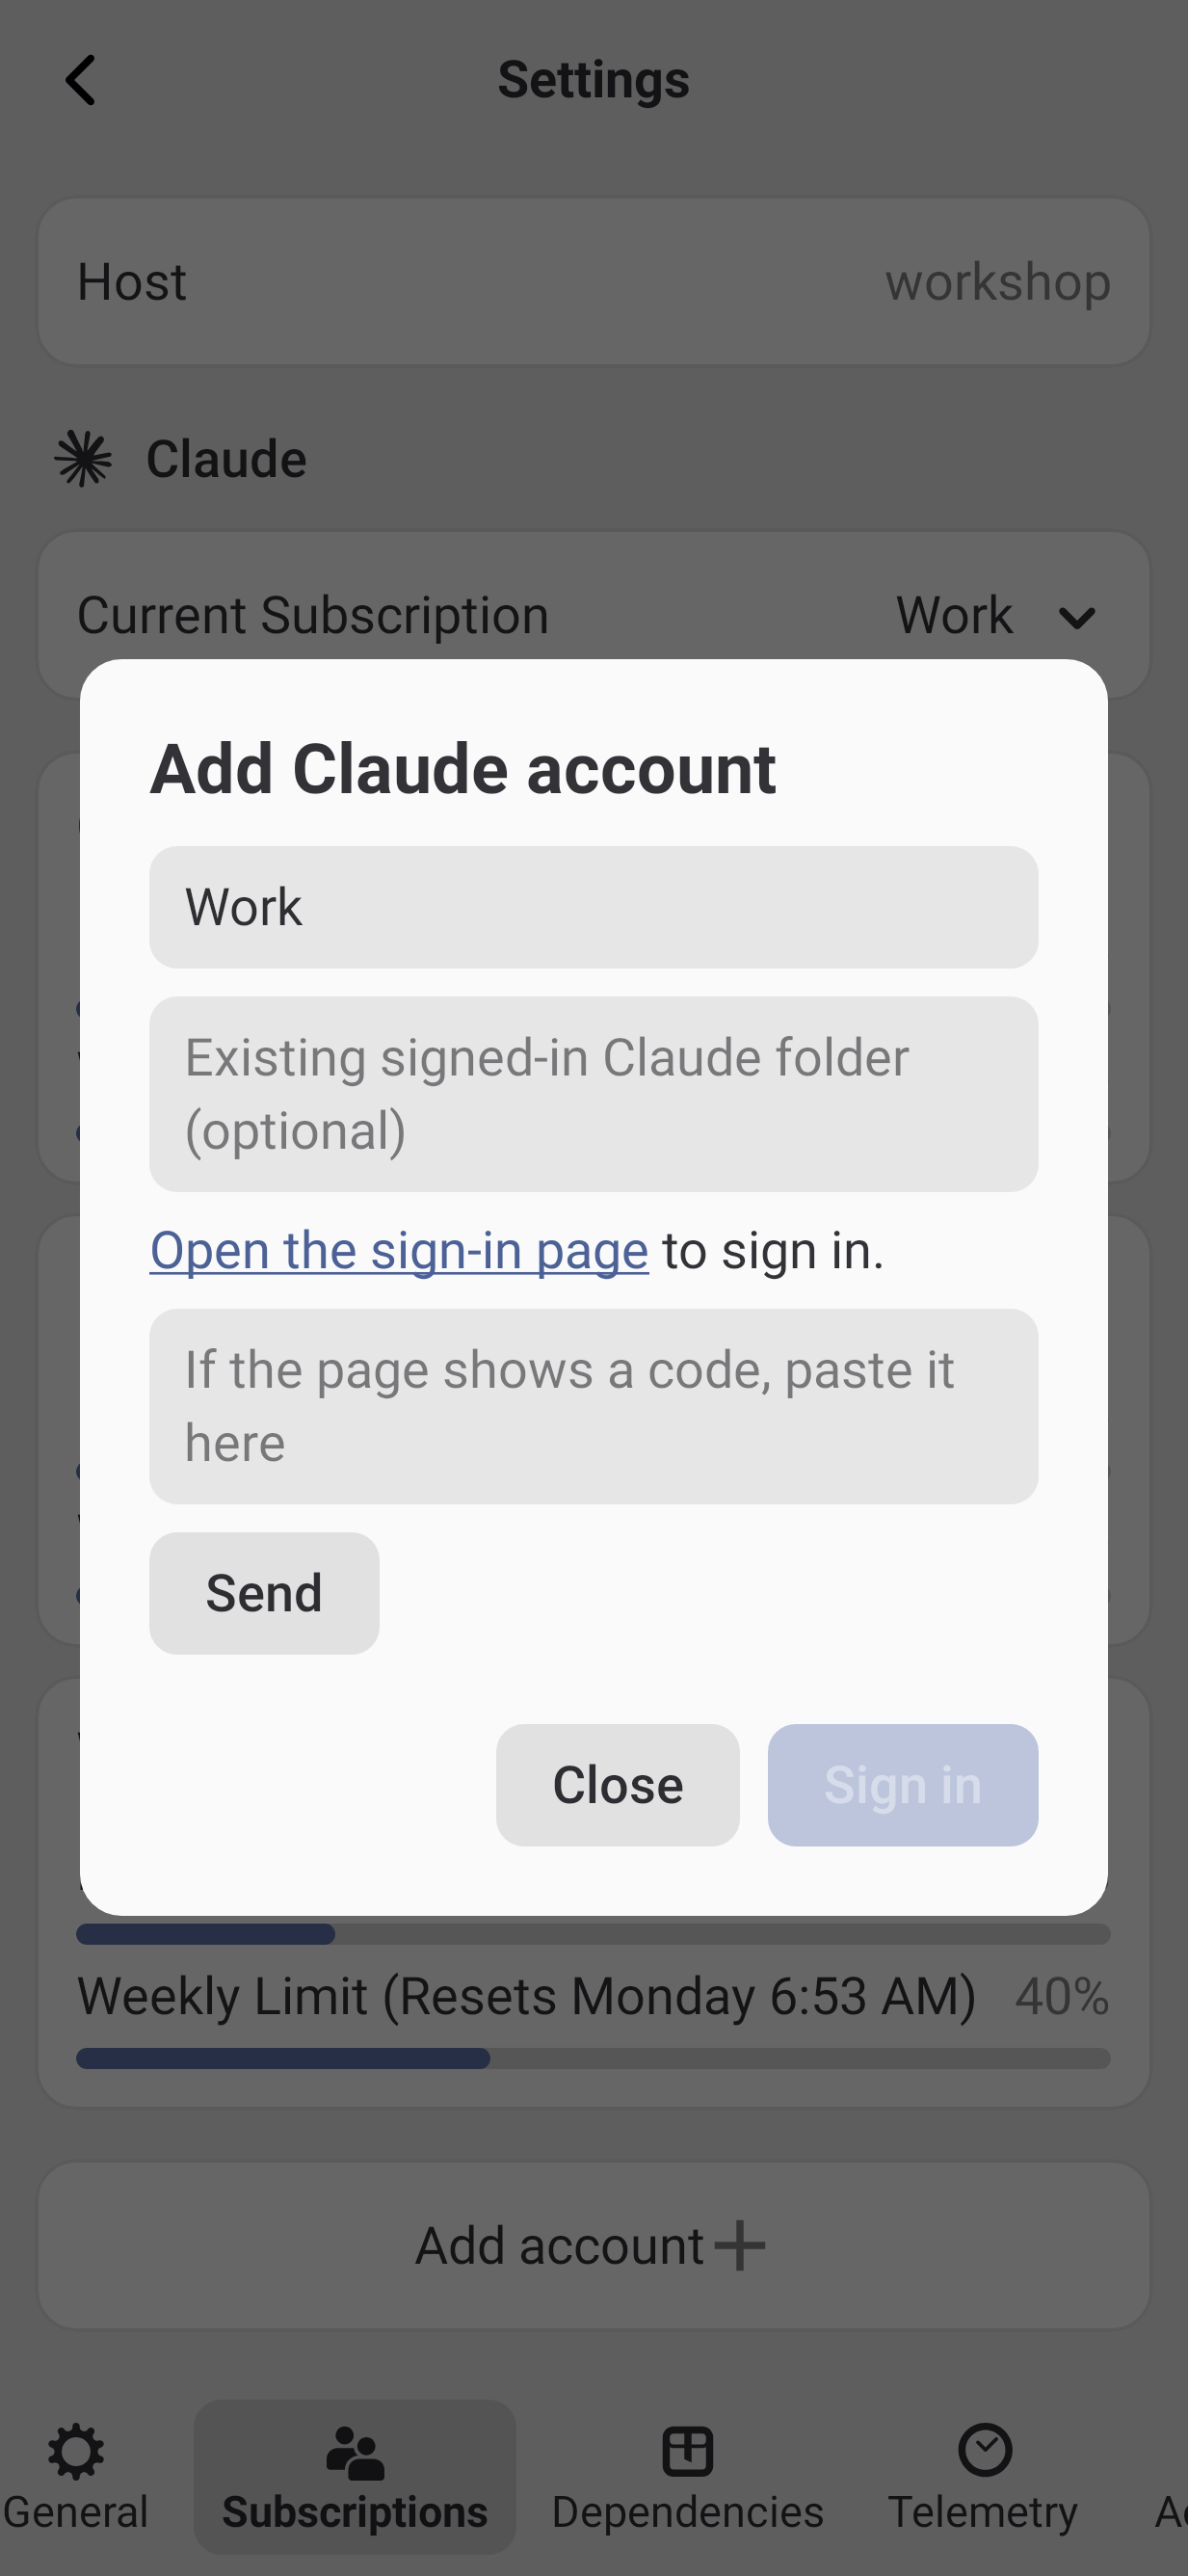 Settings
Host
workshop
Claude
Current Subscription
Work
Add Claude account
Work
Existing signed-in Claude folder
(optional)
Open the sign-in page to sign in.
If the page shows a code, paste it
here
Send
Close
Sign in
Weekly Limit (Resets Monday 6:53 AM)
40%
Add account
General
Subscriptions
Dependencies
Telemetry